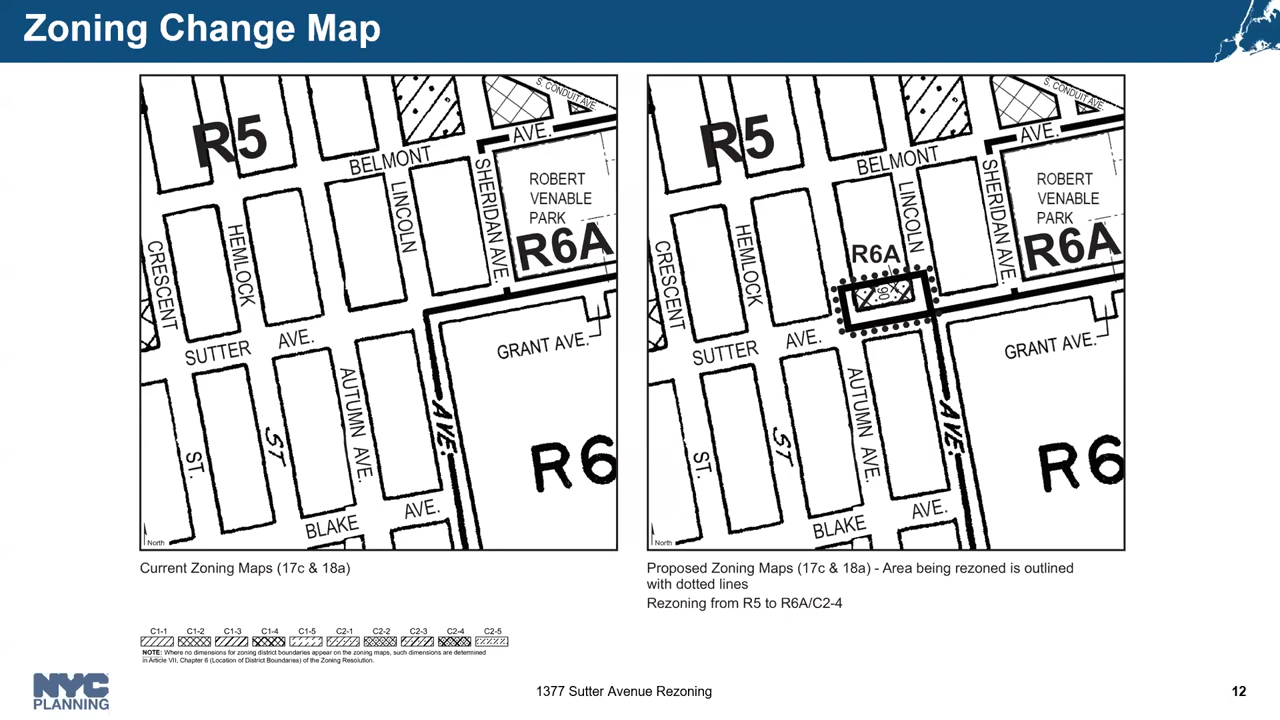 Zoning Change Map
S. CONDUIT AVE.
AVE.
R5
BELMONT
SHERIDAN AVE.
ROBERT
VENABLE
PARK
LINCOLN
R6A
CRESCENT
HEMLOCK
SUTTER AVE.
GRANT AVE.
AUTUMN AVE.
AVE.
ST.
ST
R6
BLAKE AVE.
North
S. CONDUIT AVE.
AVE.
R5
BELMONT
SHERIDAN AVE.
ROBERT
VENABLE
PARK
LINCOLN
R6A
R6A
90
CRESCENT
HEMLOCK
SUTTER AVE.
GRANT AVE.
AUTUMN AVE.
AVE.
ST.
ST
R6
BLAKE AVE.
North
Current Zoning Maps (17c & 18a)
Proposed Zoning Maps (17c & 18a) - Area being rezoned is outlined
with dotted lines
Rezoning from R5 to R6A/C2-4
C1-1 C1-2 C1-3 C1-4 C1-5 C2-1 C2-2 C2-3 C2-4 C2-5
NOTE: Where no dimensions for zoning district boundaries appear on the zoning maps, such dimensions are determined
in Article VII, Chapter 6 (Location of District Boundaries) of the Zoning Resolution.
NYC
PLANNING
1377 Sutter Avenue Rezoning
12